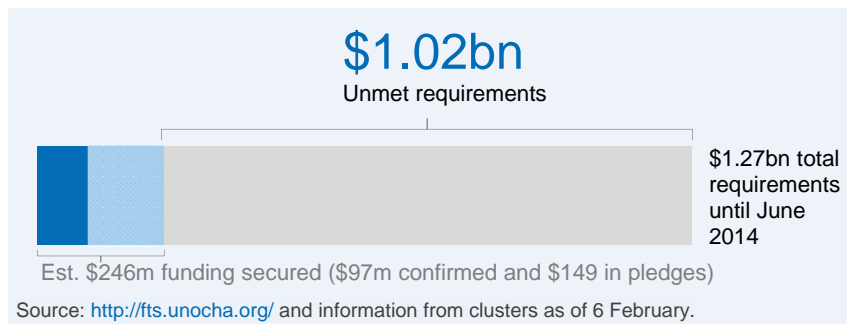 $1.02bn
Unmet requirements
$1.27bn total
requirements
until June
2014
Est. $246m funding secured ($97m confirmed and $149 in pledges)
Source: http://fts.unocha.org/ and information from clusters as of 6 February.